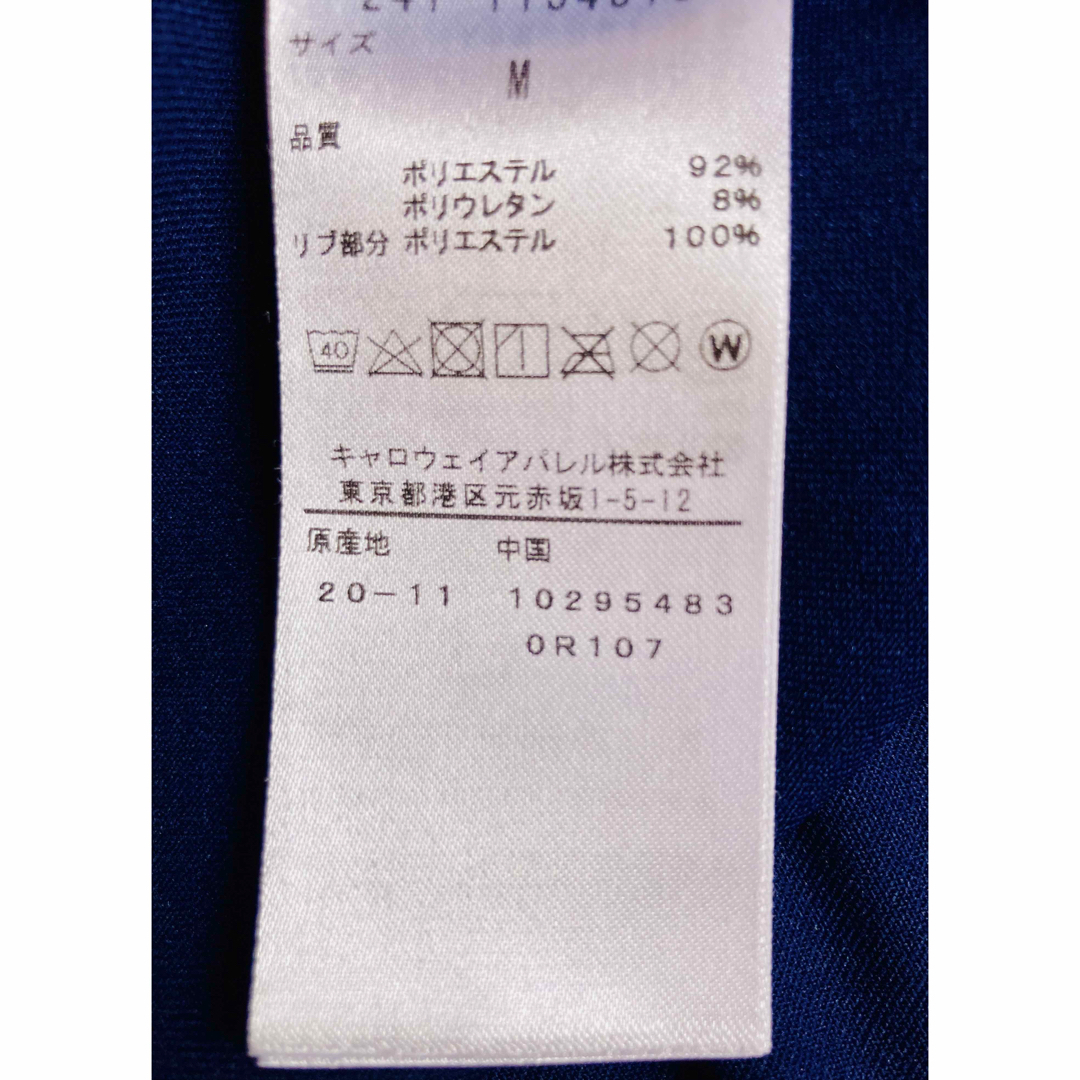 サイズ
M
品質
ポリエステル 92%
ポリウレタン 8%
リブ部分 ポリエステル 100%
40 W
キャロウェイアパレル株式会社
東京都港区元赤坂1-5-12
原産地 中国
20-11 10295483
0R107